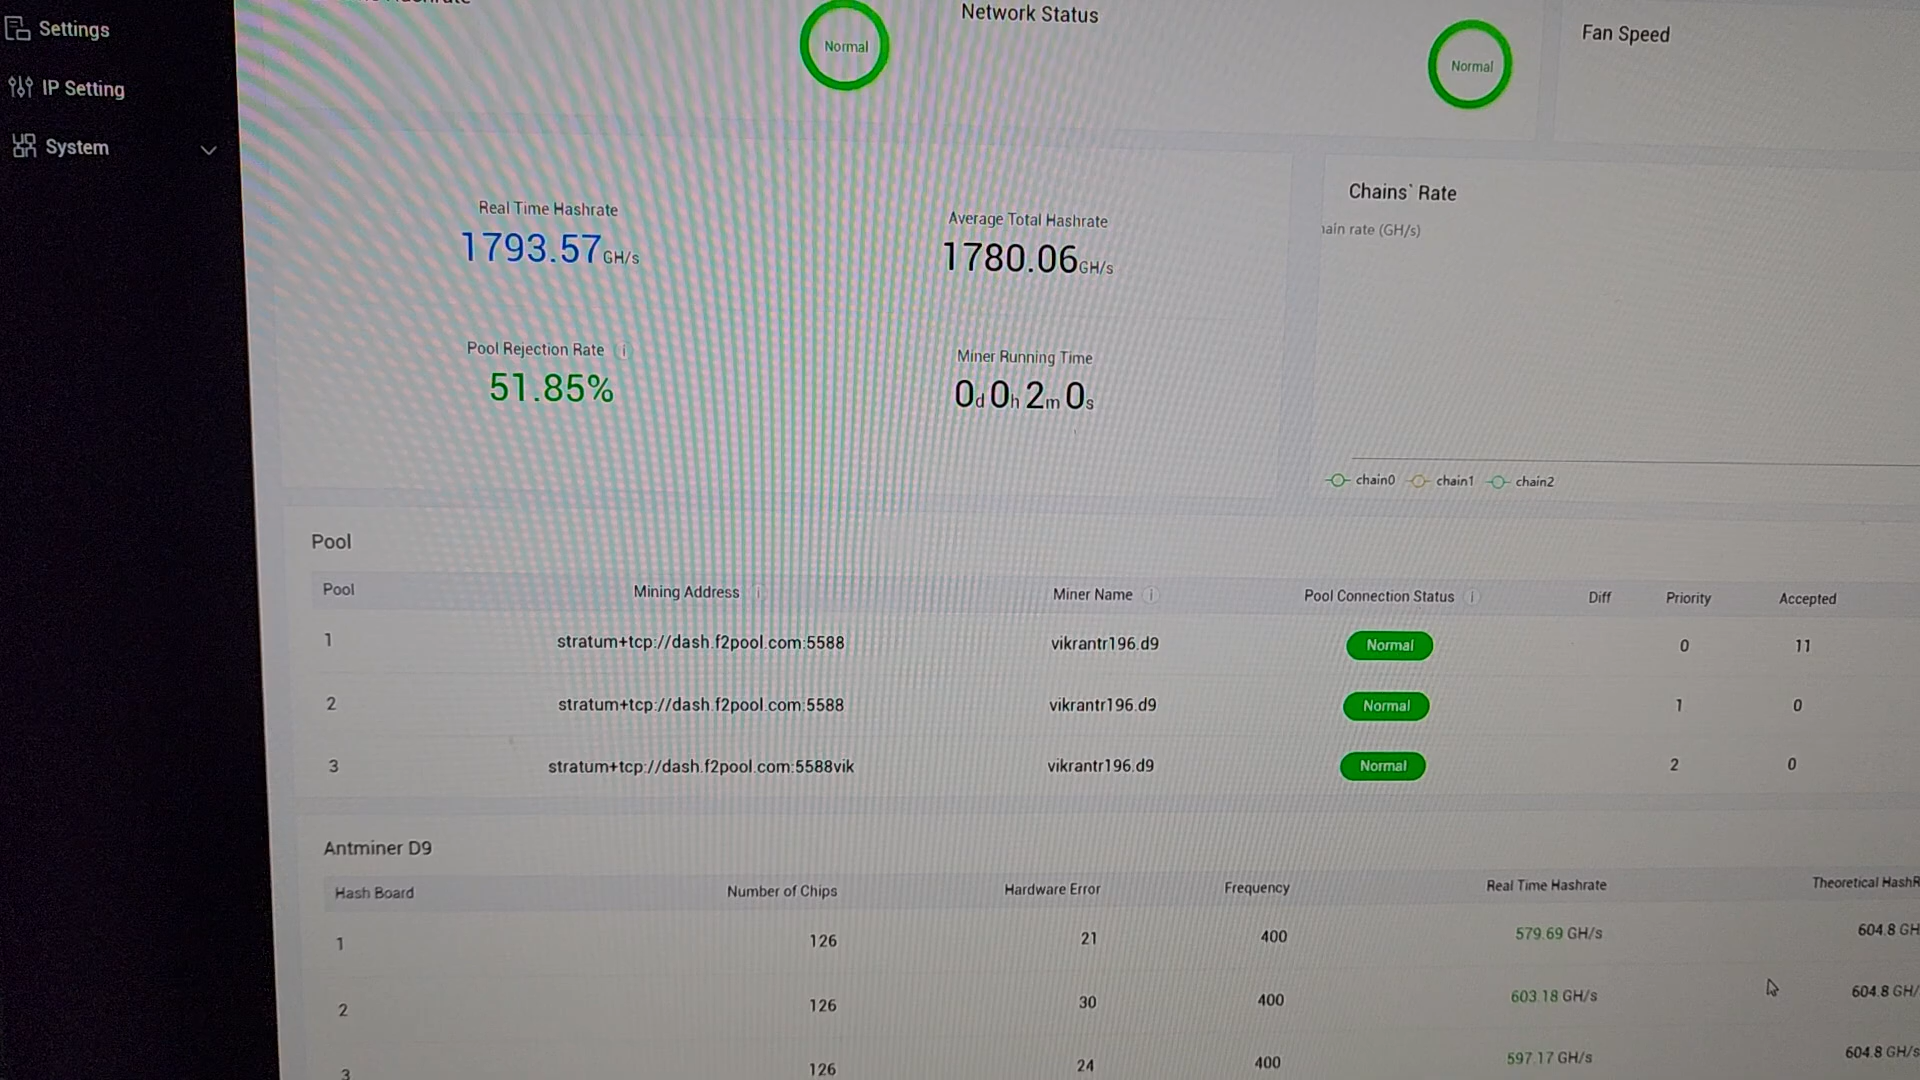 Settings
IP Setting
System
Network Status
Normal
Normal
Fan Speed
Real Time Hashrate
1793.57GH/s
Average Total Hashrate
1780.06GH/s
Pool Rejection Rate i
51.85%
Miner Running Time
0d 0h 2m 0s
Chains` Rate
rate (GH/s)
chain0 chain1 chain2
Pool
Pool Mining Address i Miner Name i Pool Connection Status i Diff Priority Accepted
1 stratum+tcp://dash.f2pool.com:5588 vikrantr196.d9 Normal 0 11
2 stratum+tcp://dash.f2pool.com:5588 vikrantr196.d9 Normal 1 0
3 stratum+tcp://dash.f2pool.com:5588vik vikrantr196.d9 Normal 2 0
Antminer D9
Hash Board Number of Chips Hardware Error Frequency Real Time Hashrate Theoretical
1 126 21 400 579.69 GH/s 604.8 GH
2 126 30 400 603.18 GH/s 604.8 GH/
3 126 24 400 597.17 GH/s 604.8 GH/s